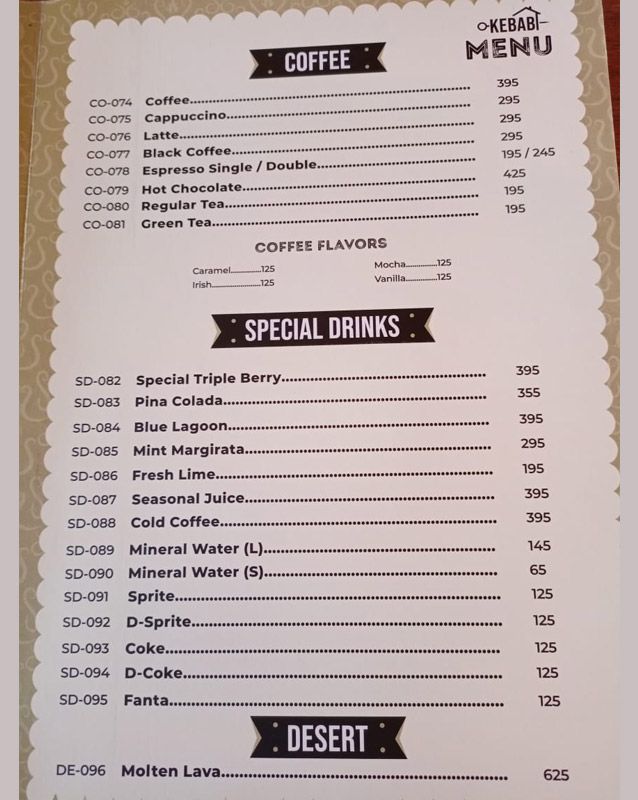 KEBABI
MENU
COFFEE
CO-074 Coffee 395
CO-075 Cappuccino 295
CO-076 Latte 295
CO-077 Black Coffee 295
CO-078 Espresso Single / Double 195 / 245
CO-079 Hot Chocolate 425
CO-080 Regular Tea 195
CO-081 Green Tea 195
COFFEE FLAVORS
Caramel 125 Mocha 125
Irish 125 Vanilla 125
SPECIAL DRINKS
SD-082 Special Triple Berry 395
SD-083 Pina Colada 355
SD-084 Blue Lagoon 395
SD-085 Mint Margirata 295
SD-086 Fresh Lime 195
SD-087 Seasonal Juice 395
SD-088 Cold Coffee 395
SD-089 Mineral Water (L) 145
SD-090 Mineral Water (S) 65
SD-091 Sprite 125
SD-092 D-Sprite 125
SD-093 Coke 125
SD-094 D-Coke 125
SD-095 Fanta 125
DESERT
DE-096 Molten Lava 625